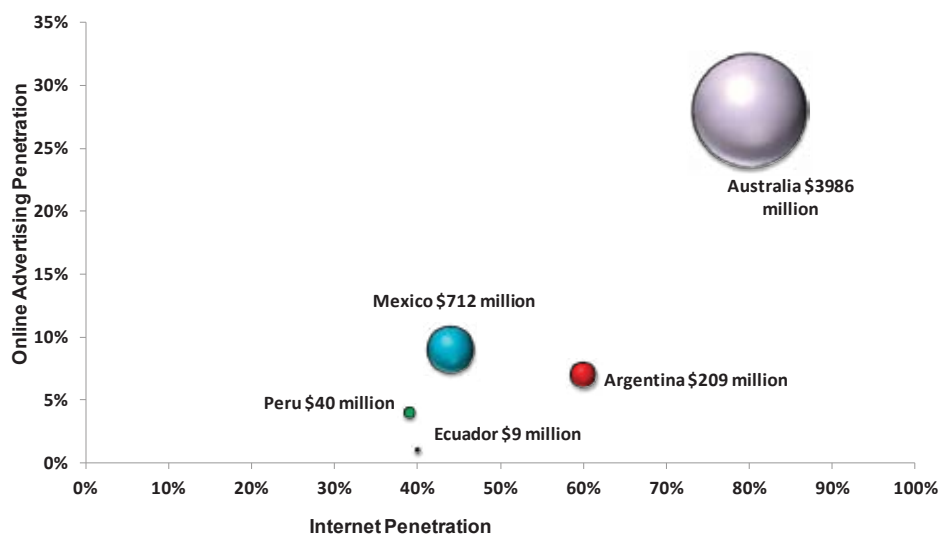 35%
30%
25%
20%
15%
10%
5%
0%
Online Advertising Penetration
Australia $3986
million
Mexico $712 million
Argentina $209 million
Peru $40 million
Ecuador $9 million
0% 10% 20% 30% 40% 50% 60% 70% 80% 90% 100%
Internet Penetration